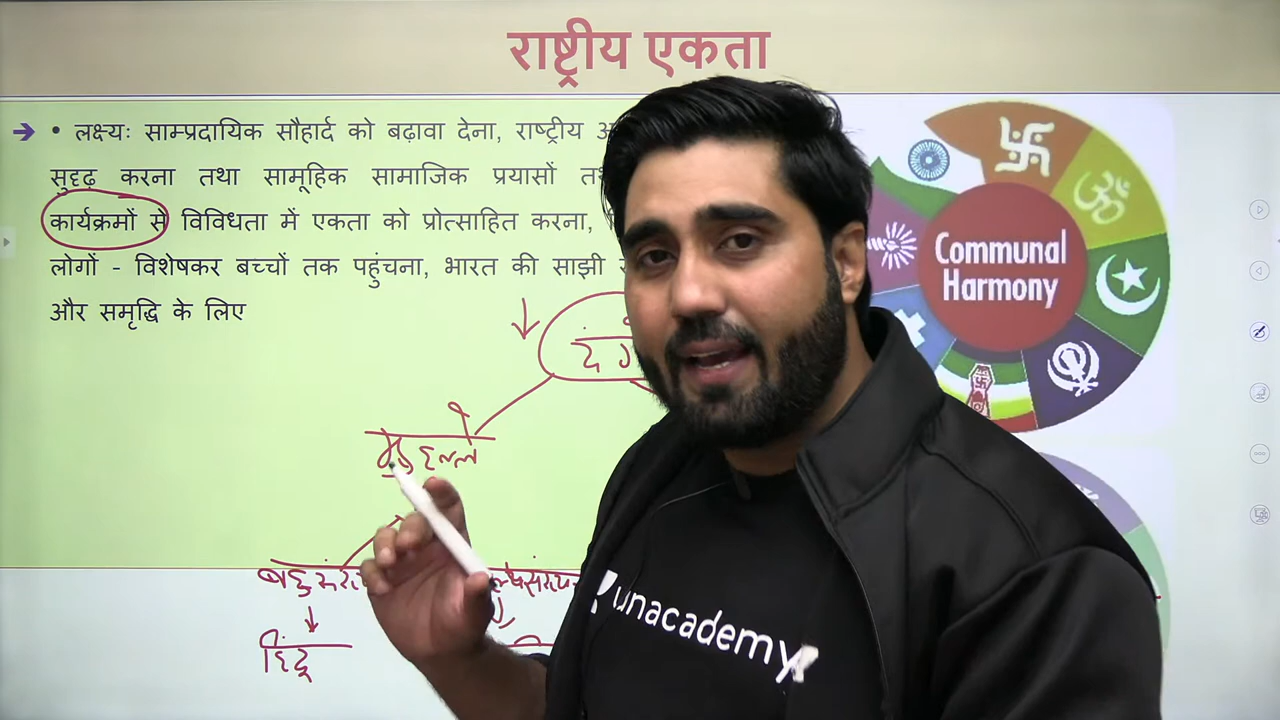 राष्ट्रीय एकता
➔ • लक्ष्यः साम्प्रदायिक सौहार्द को बढ़ावा देना, राष्ट्रीय
सुदृढ़ करना तथा सामूहिक सामाजिक प्रयासों
कार्यक्रमों से विविधता में एकता को प्रोत्साहित करना,
लोगों - विशेषकर बच्चों तक पहुंचना, भारत की साझी
और समृद्धि के लिए
Communal
Harmony
हिंदू
unacademy